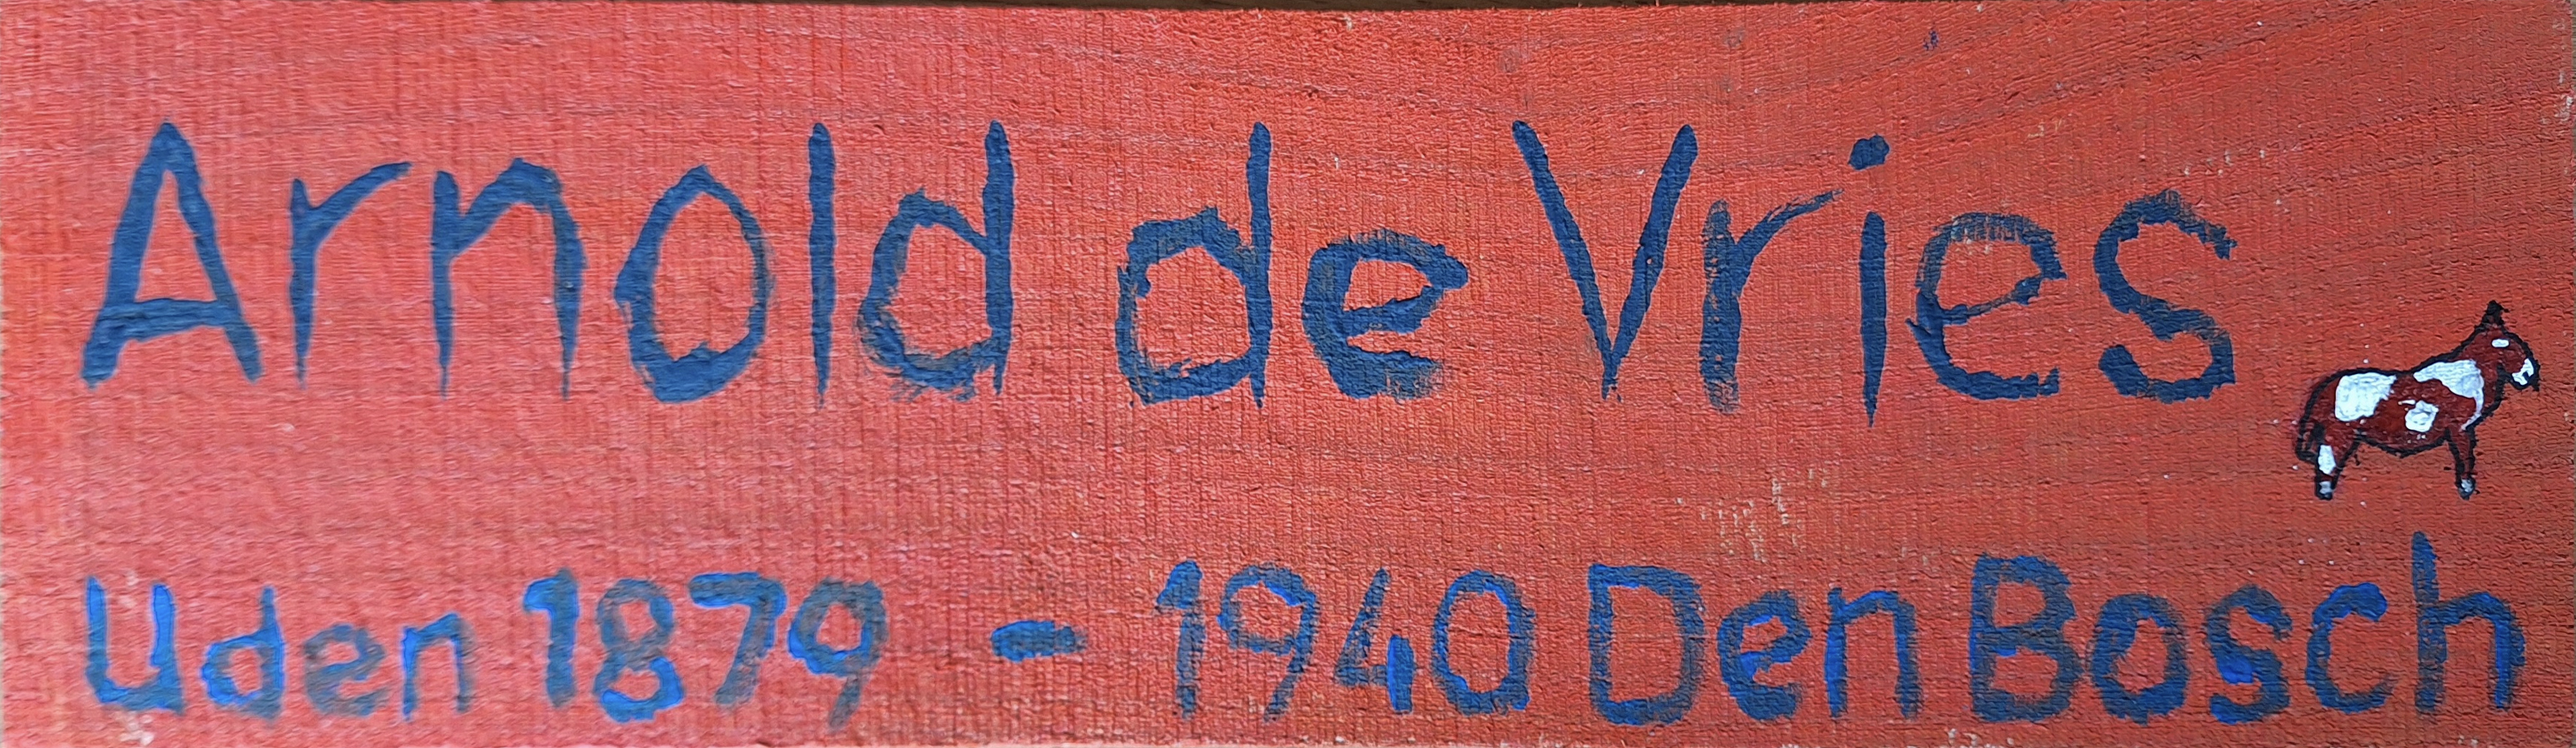 Arnold de Vries
Uden 1879 - 1940 Den Bosch